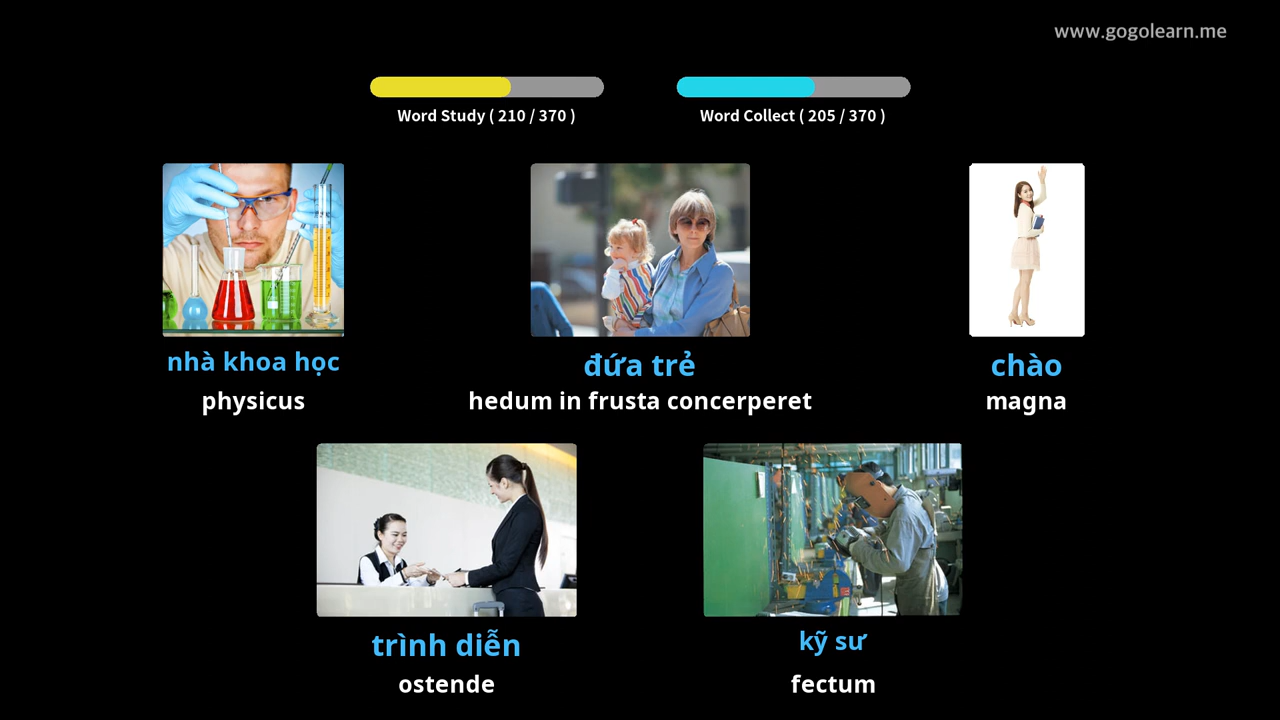 www.gogolearn.me
Word Study ( 210 / 370 )
Word Collect ( 205 / 370 )
nhà khoa học
physicus
đứa trẻ
hedum in frusta concerperet
chào
magna
trình diễn
ostende
kỹ sư
fectum